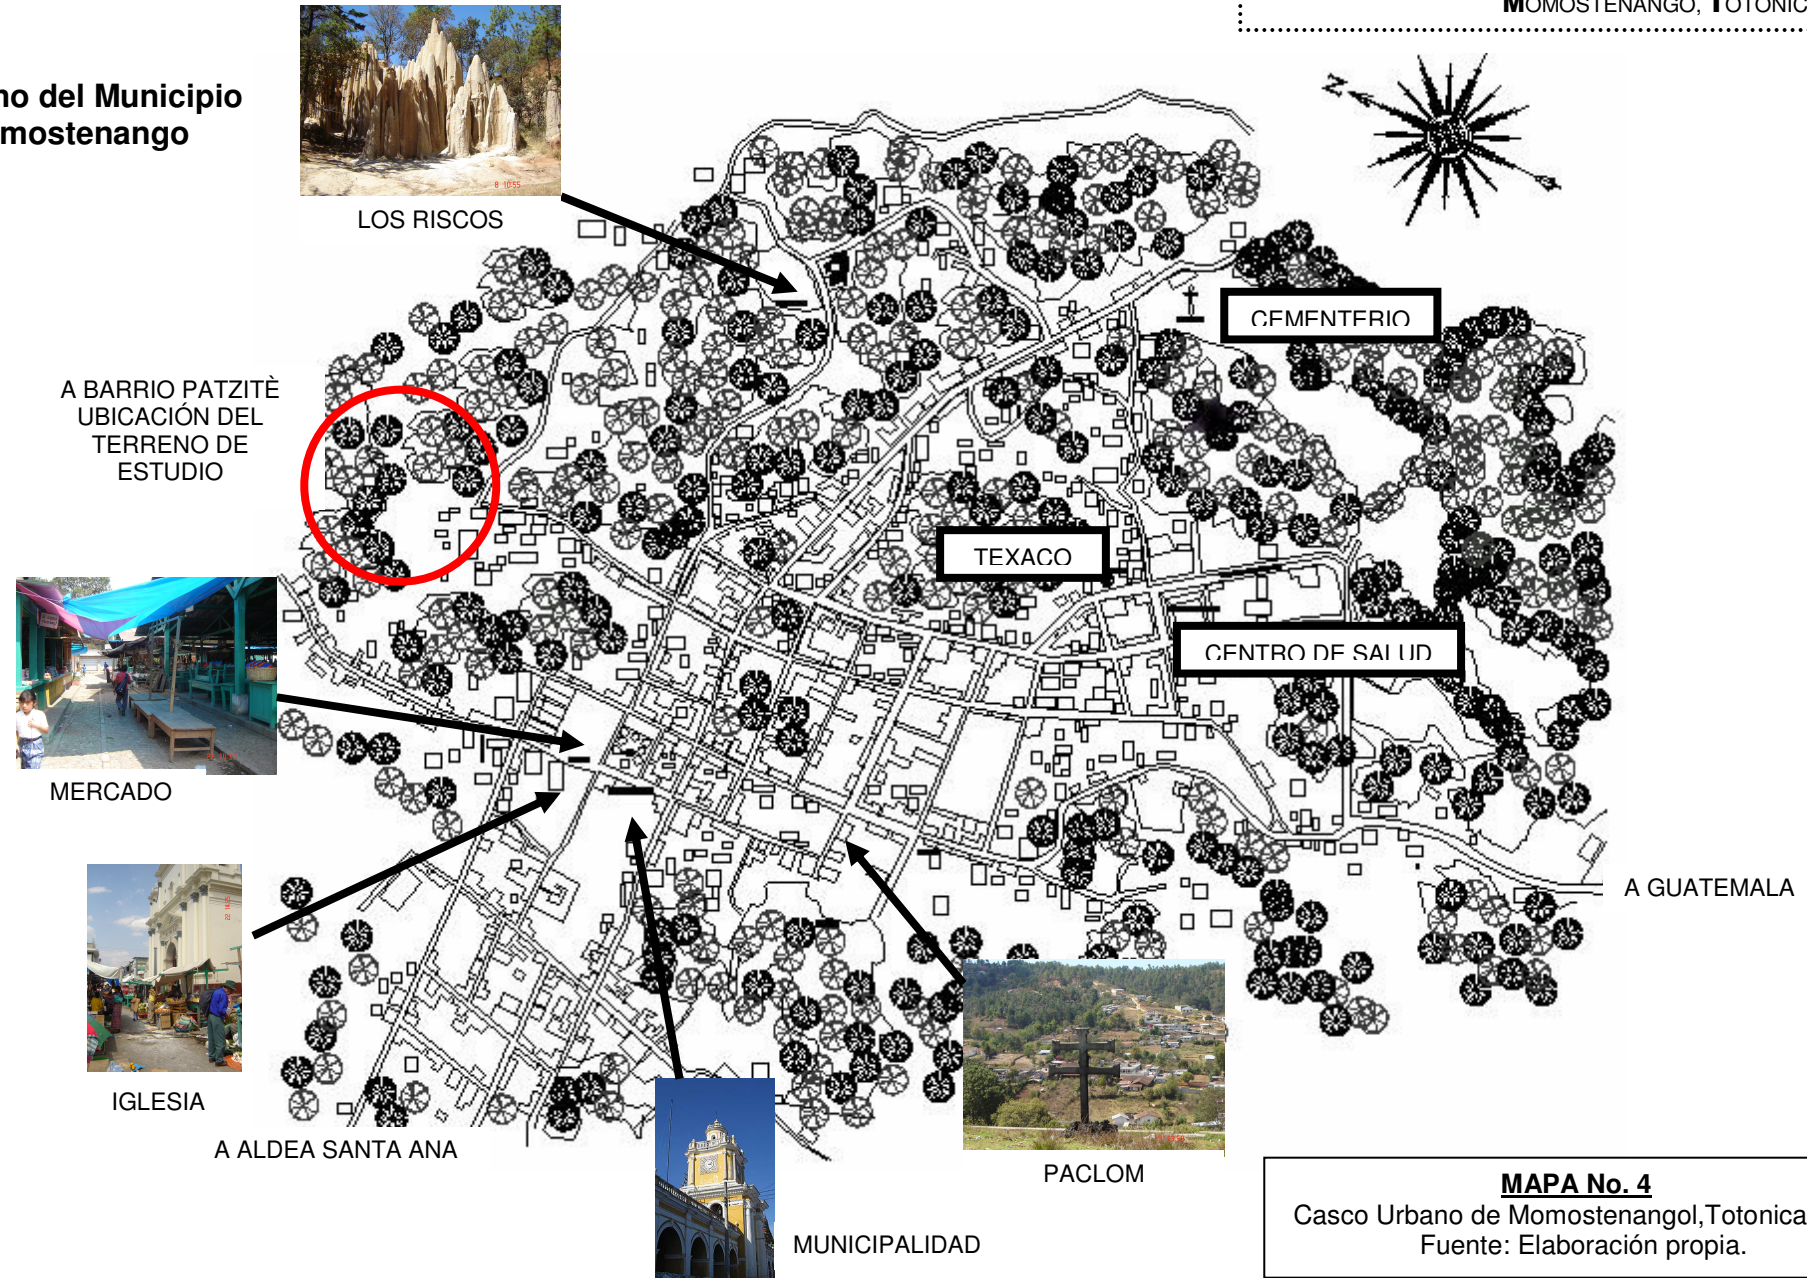 MOMOSTENANGO, TOTONIC
no del Municipio
mostenango
N
LOS RISCOS
CEMENTERIO
A BARRIO PATZITÈ
UBICACIÓN DEL
TERRENO DE
ESTUDIO
TEXACO
CENTRO DE SALUD
MERCADO
A GUATEMALA
IGLESIA
A ALDEA SANTA ANA
PACLOM
MUNICIPALIDAD
MAPA No. 4
Casco Urbano de Momostenangol,Totonica
Fuente: Elaboración propia.